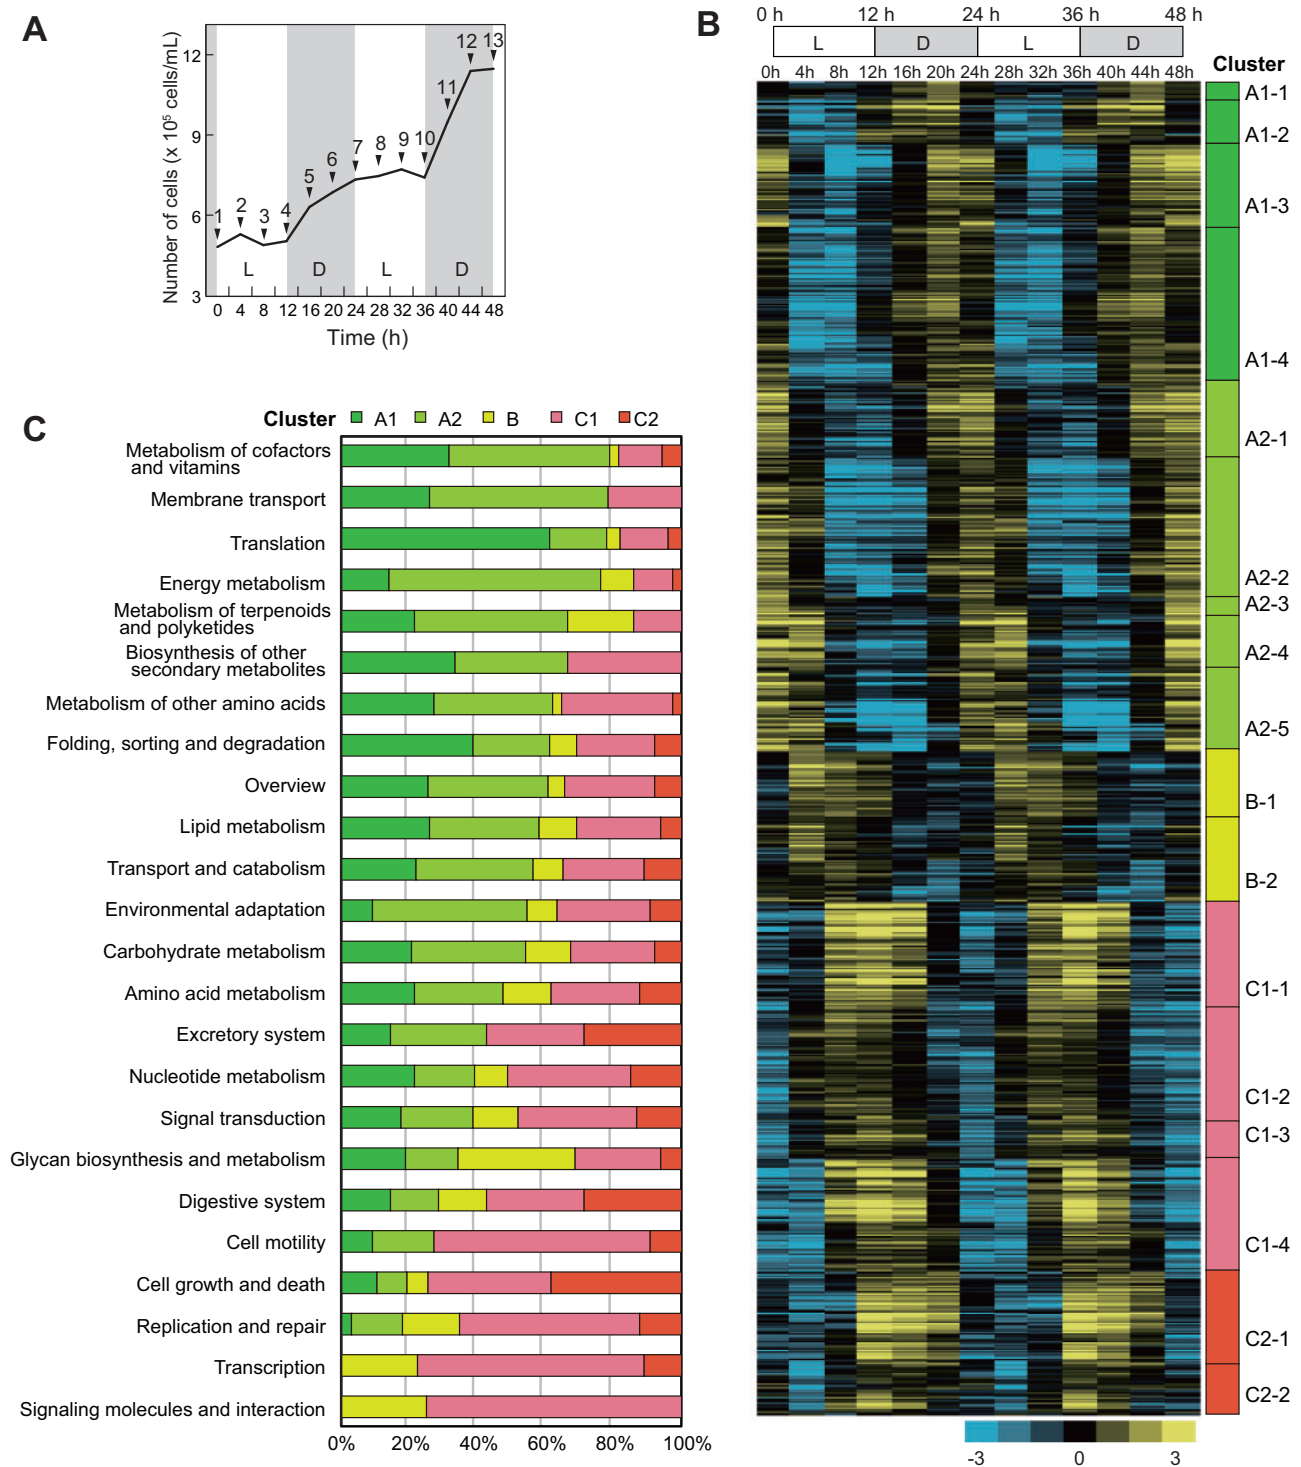 A
Number of cells (x 10⁵ cells/mL)
12
9
6
3
1 2 3 4 5 6 7 8 9 10 11 12 13
L D L D
0 4 8 12 16 20 24 28 32 36 40 44 48
Time (h)
B
0 h 12 h 24 h 36 h 48 h
L D L D
0h 4h 8h 12h 16h 20h 24h 28h 32h 36h 40h 44h 48h
Cluster
A1-1
A1-2
A1-3
A1-4
A2-1
A2-2
A2-3
A2-4
A2-5
B-1
B-2
C1-1
C1-2
C1-3
C1-4
C2-1
C2-2
-3 0 3
C
Cluster A1 A2 B C1 C2
Metabolism of cofactors
and vitamins
Membrane transport
Translation
Energy metabolism
Metabolism of terpenoids
and polyketides
Biosynthesis of other
secondary metabolites
Metabolism of other amino acids
Folding, sorting and degradation
Overview
Lipid metabolism
Transport and catabolism
Environmental adaptation
Carbohydrate metabolism
Amino acid metabolism
Excretory system
Nucleotide metabolism
Signal transduction
Glycan biosynthesis and metabolism
Digestive system
Cell motility
Cell growth and death
Replication and repair
Transcription
Signaling molecules and interaction
0% 20% 40% 60% 80% 100%